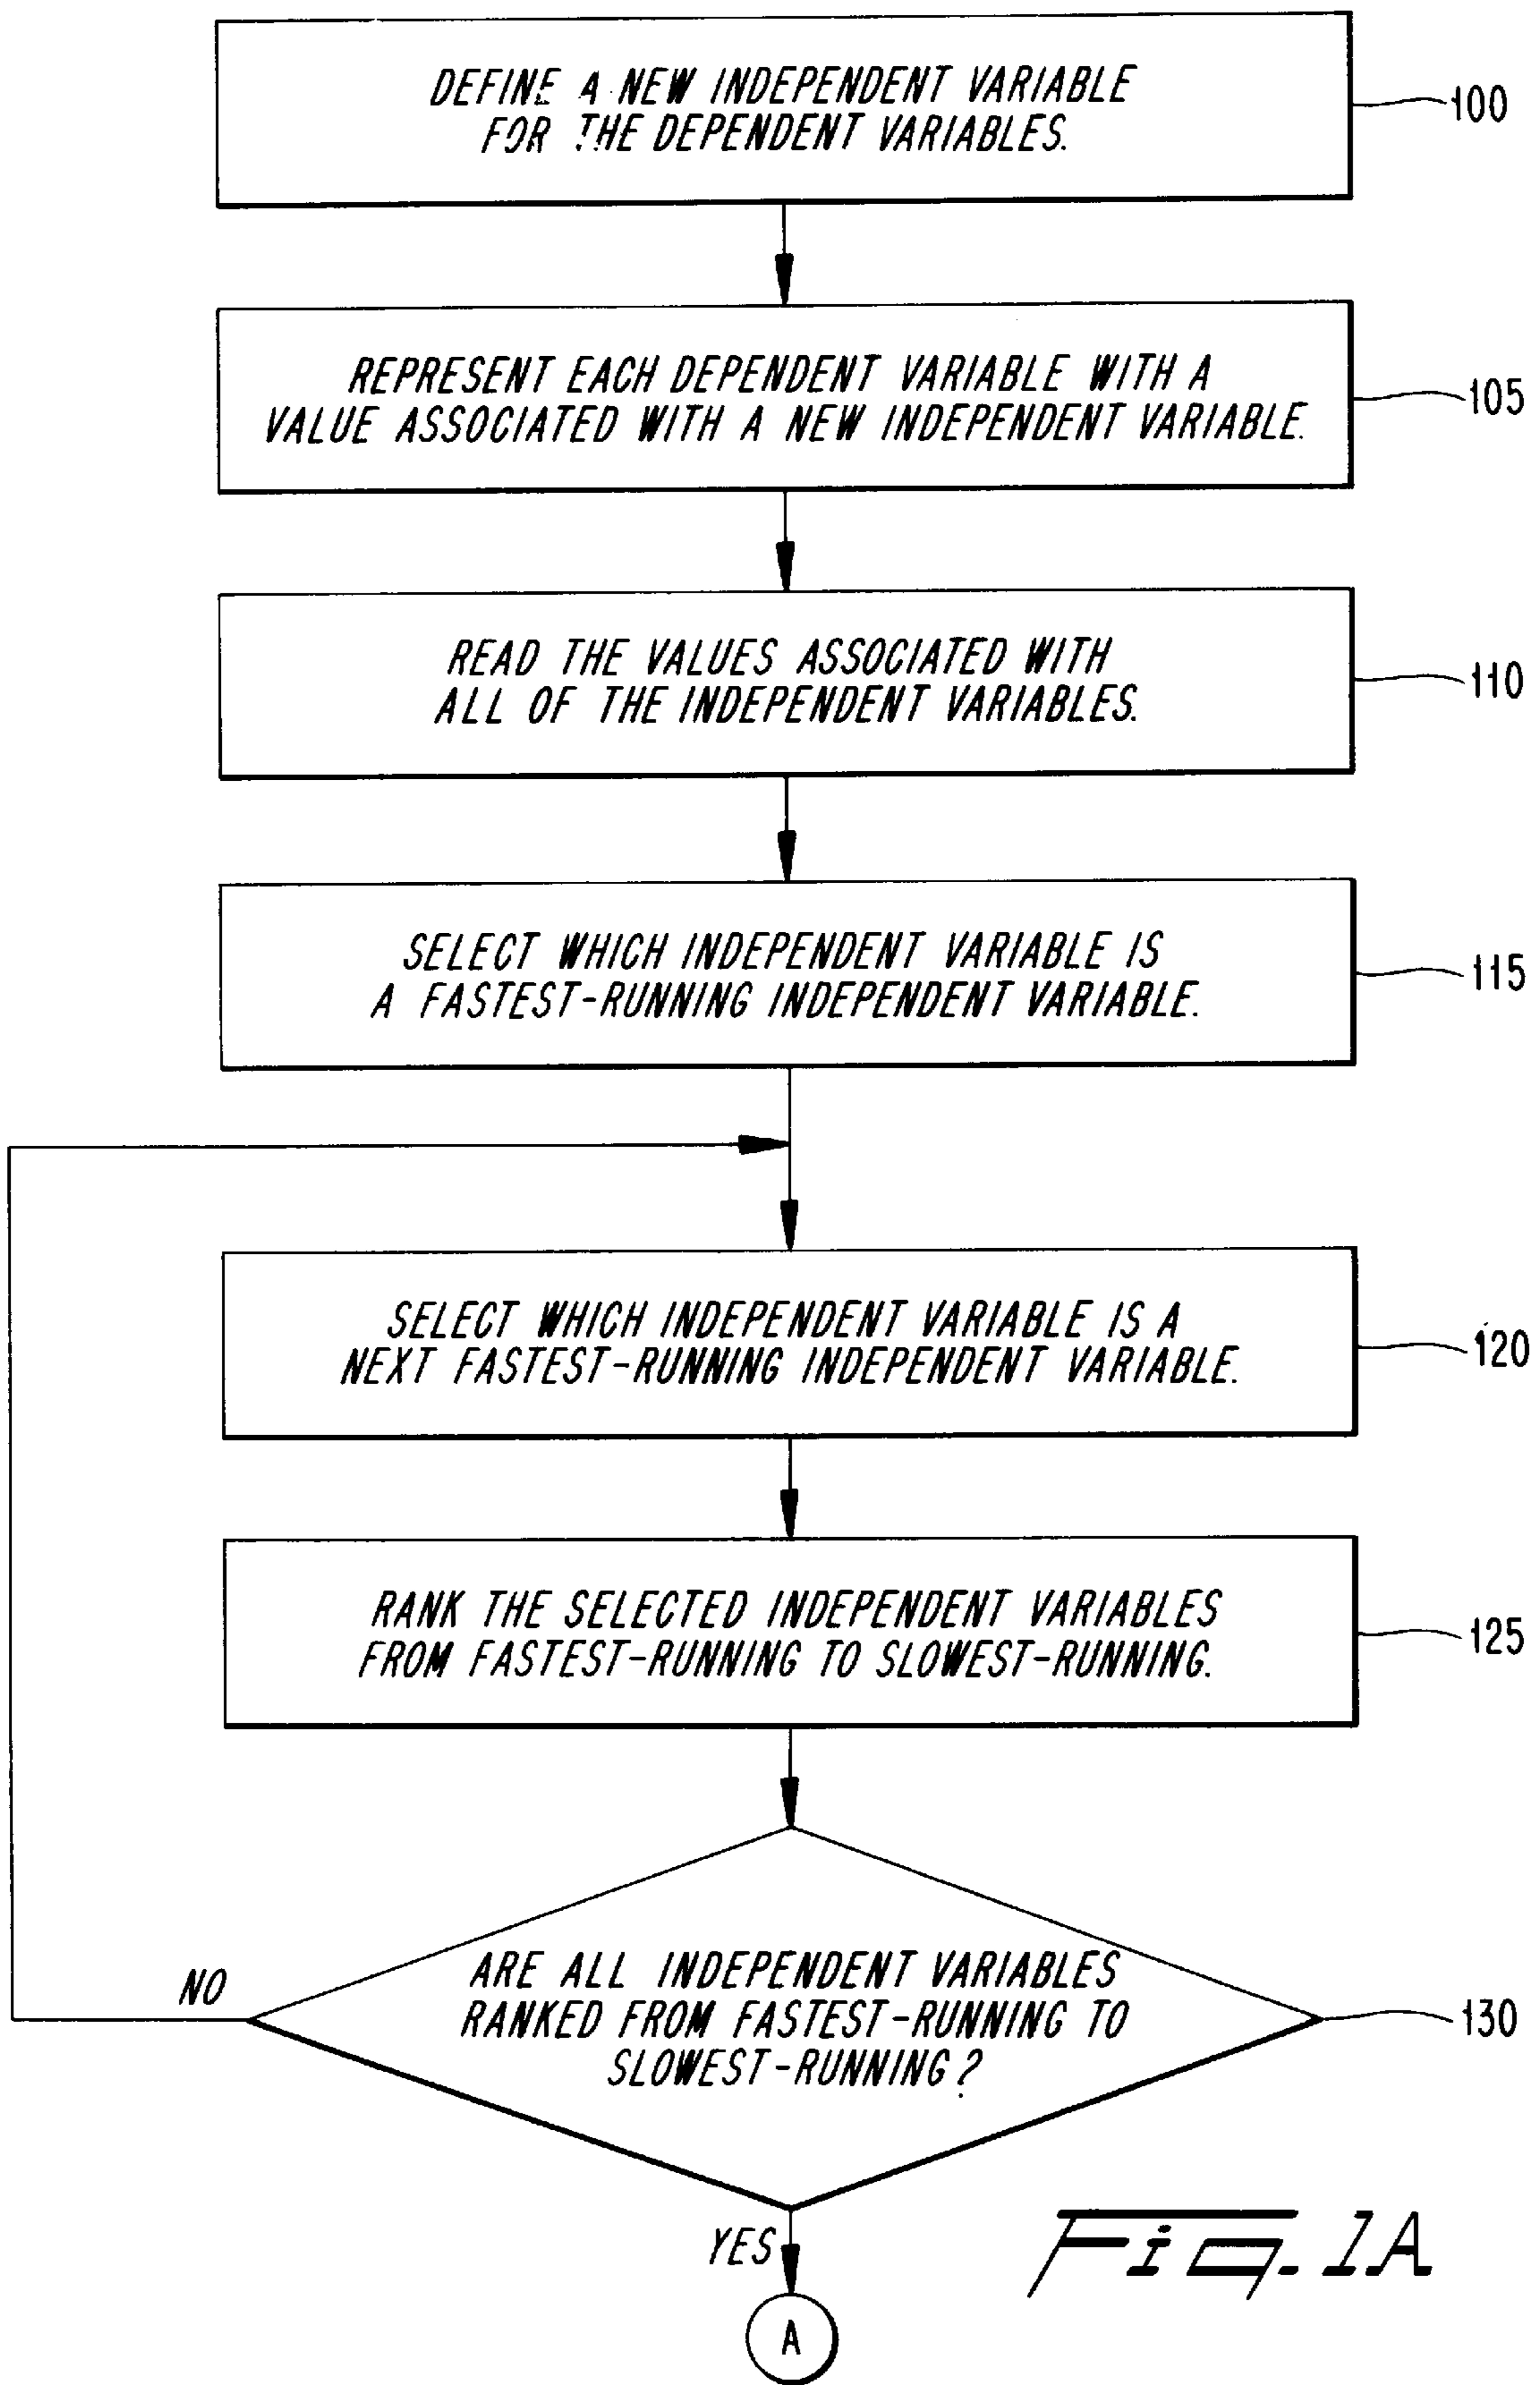 DEFINE A NEW INDEPENDENT VARIABLE
FOR THE DEPENDENT VARIABLES.
100
REPRESENT EACH DEPENDENT VARIABLE WITH A
VALUE ASSOCIATED WITH A NEW INDEPENDENT VARIABLE.
105
READ THE VALUES ASSOCIATED WITH
ALL OF THE INDEPENDENT VARIABLES.
110
SELECT WHICH INDEPENDENT VARIABLE IS
A FASTEST-RUNNING INDEPENDENT VARIABLE.
115
SELECT WHICH INDEPENDENT VARIABLE IS A
NEXT FASTEST-RUNNING INDEPENDENT VARIABLE.
120
RANK THE SELECTED INDEPENDENT VARIABLES
FROM FASTEST-RUNNING TO SLOWEST-RUNNING.
125
ARE ALL INDEPENDENT VARIABLES
RANKED FROM FASTEST-RUNNING TO
SLOWEST-RUNNING?
130
NO
YES
A
Fig. 1A